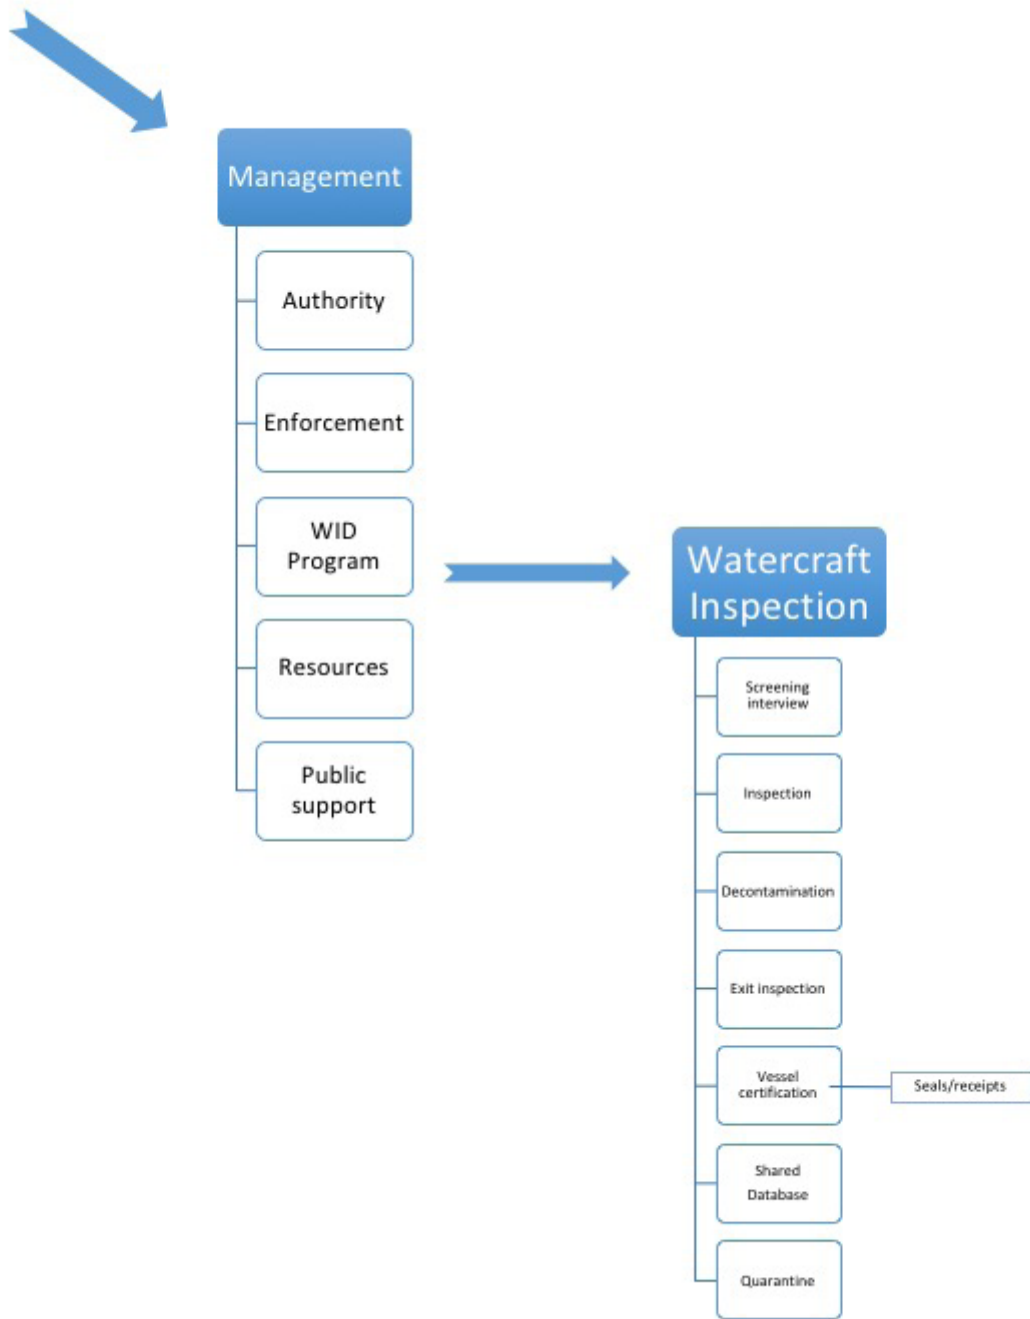 Management
Authority
Enforcement
WID
Program
Resources
Public
support
Watercraft
Inspection
Screening
interview
Inspection
Decontamination
Exit inspection
Vessel
certification
Seals/receipts
Shared
Database
Quarantine